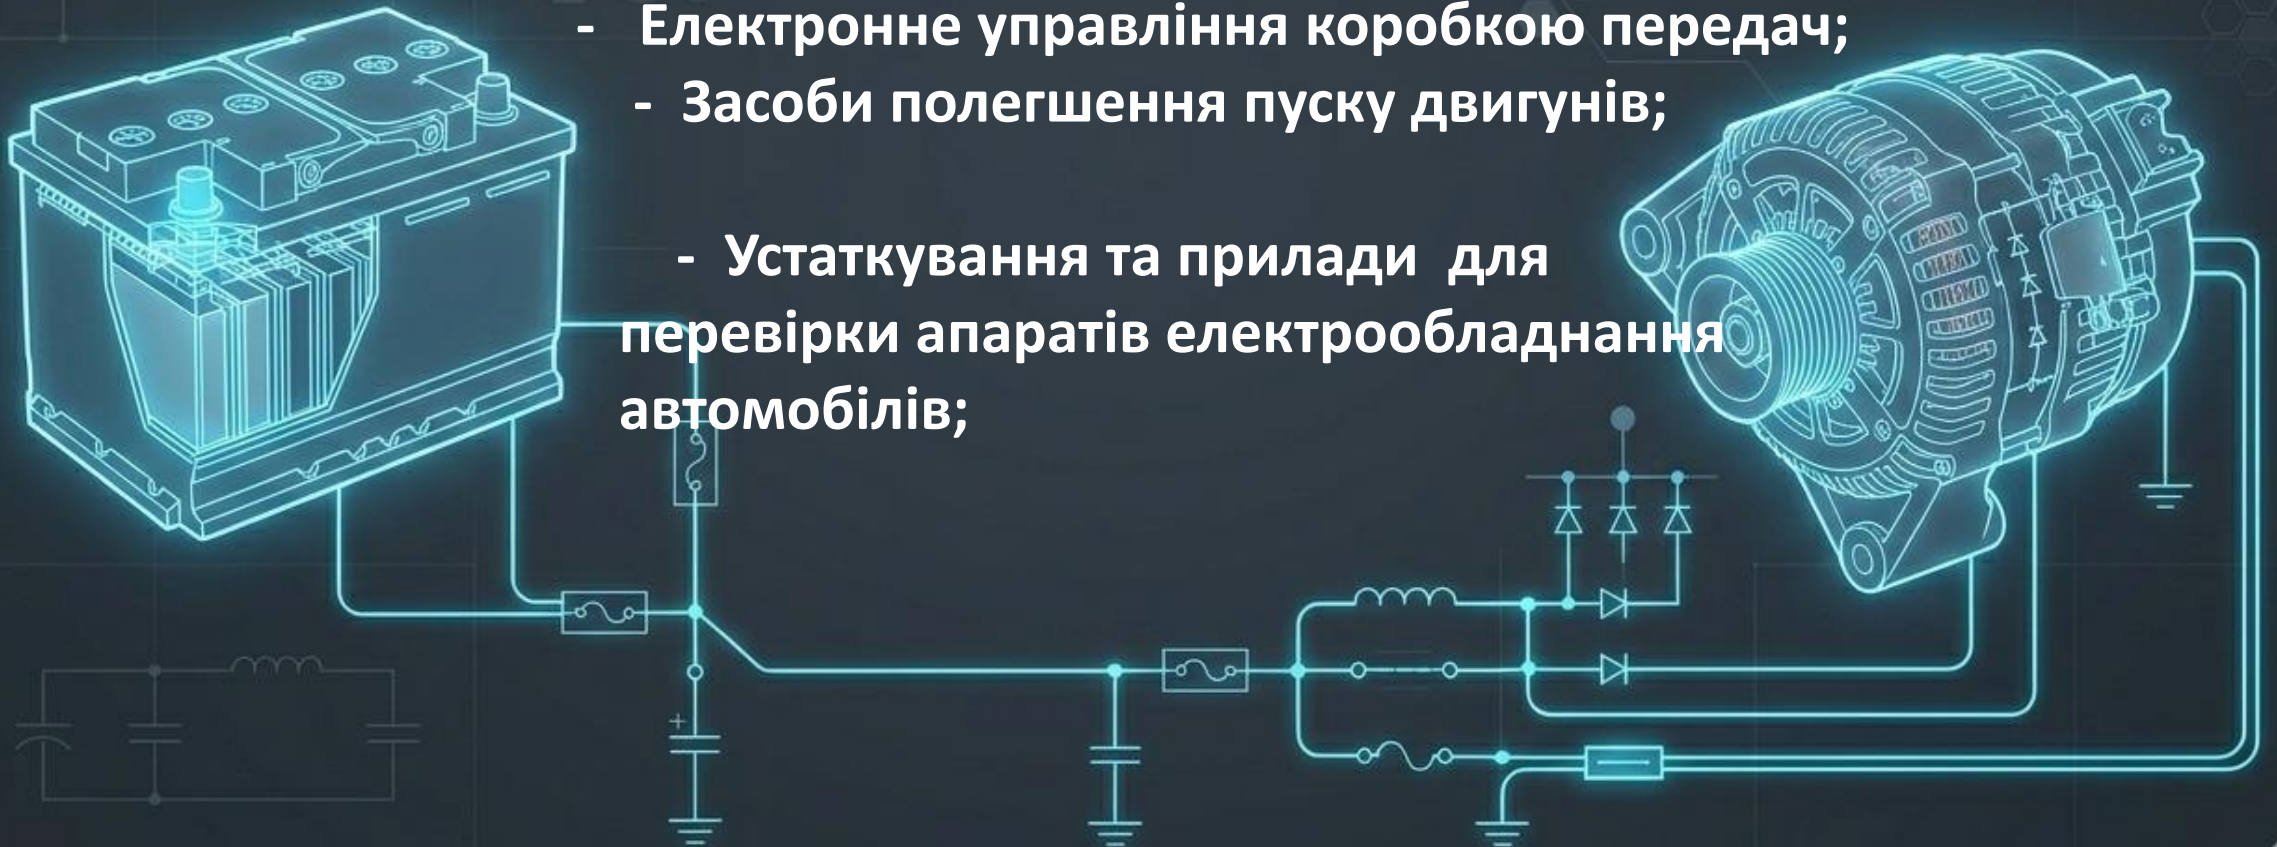 - Електронне управління коробкою передач;
- Засоби полегшення пуску двигунів;
- Устаткування та прилади для
перевірки апаратів електрообладнання
автомобілів;